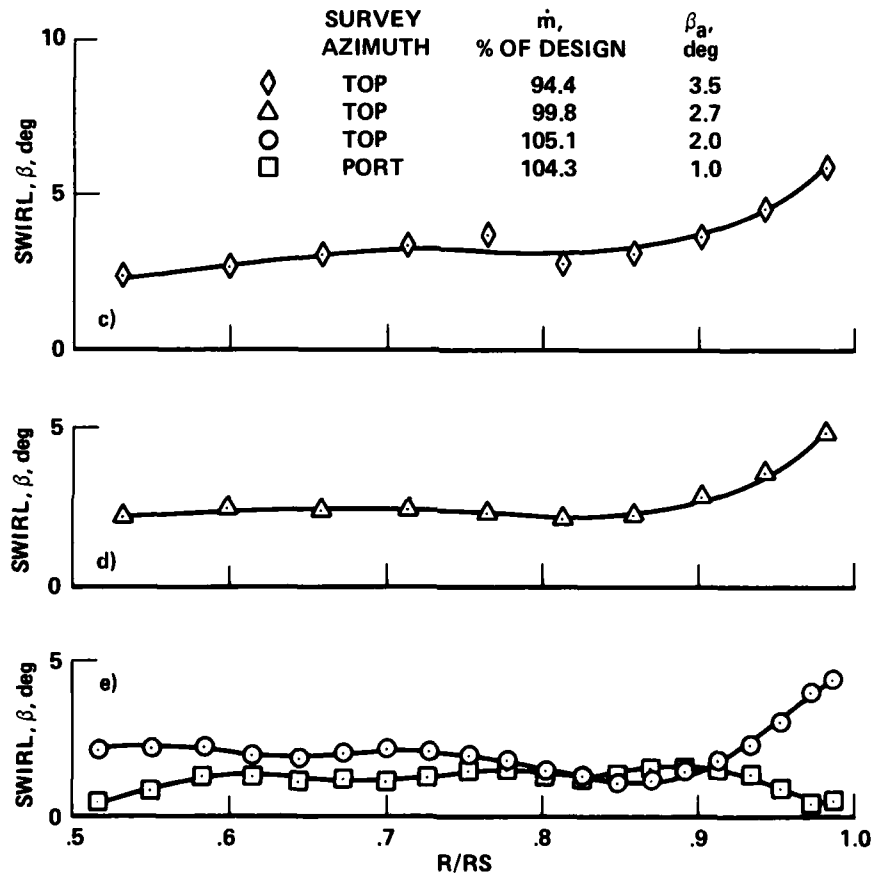 SURVEY AZIMUTH ṁ, % OF DESIGN βa, deg
◇ TOP 94.4 3.5
△ TOP 99.8 2.7
○ TOP 105.1 2.0
□ PORT 104.3 1.0
10
5
0
SWIRL, β, deg
c)
5
0
SWIRL, β, deg
d)
5
0
SWIRL, β, deg
e)
.5 .6 .7 .8 .9 1.0
R/RS